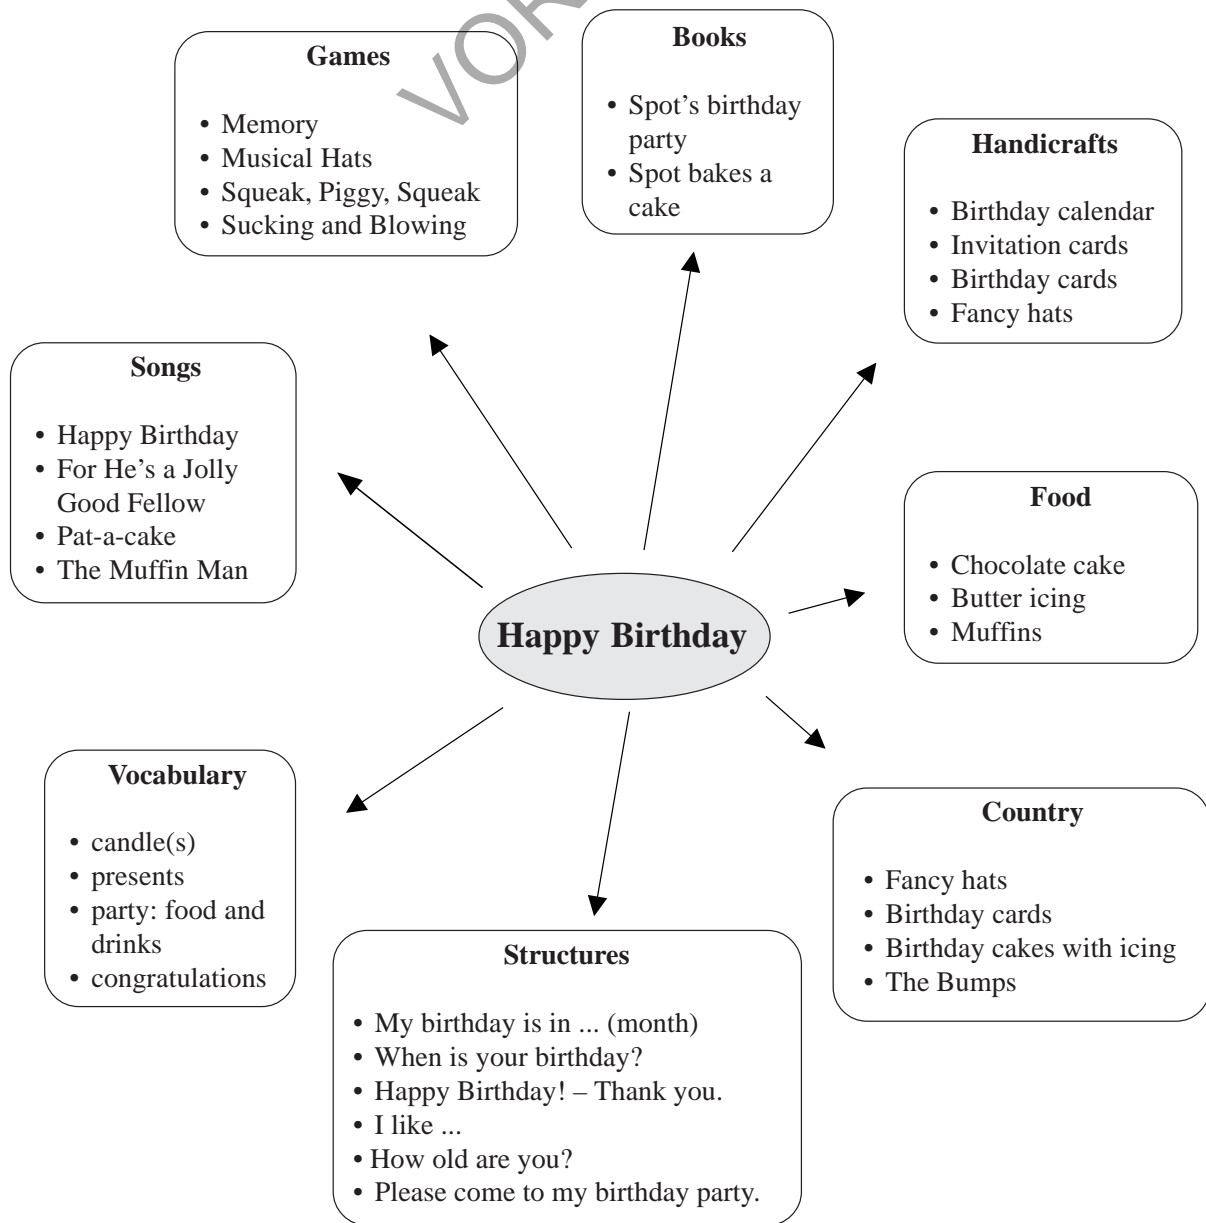 VOR
Games
• Memory
• Musical Hats
• Squeak, Piggy, Squeak
• Sucking and Blowing
Books
• Spot’s birthday
party
• Spot bakes a
cake
Handicrafts
• Birthday calendar
• Invitation cards
• Birthday cards
• Fancy hats
Songs
• Happy Birthday
• For He’s a Jolly
Good Fellow
• Pat-a-cake
• The Muffin Man
Food
• Chocolate cake
• Butter icing
• Muffins
Happy Birthday
Vocabulary
• candle(s)
• presents
• party: food and
drinks
• congratulations
Country
• Fancy hats
• Birthday cards
• Birthday cakes with icing
• The Bumps
Structures
• My birthday is in ... (month)
• When is your birthday?
• Happy Birthday! – Thank you.
• I like ...
• How old are you?
• Please come to my birthday party.